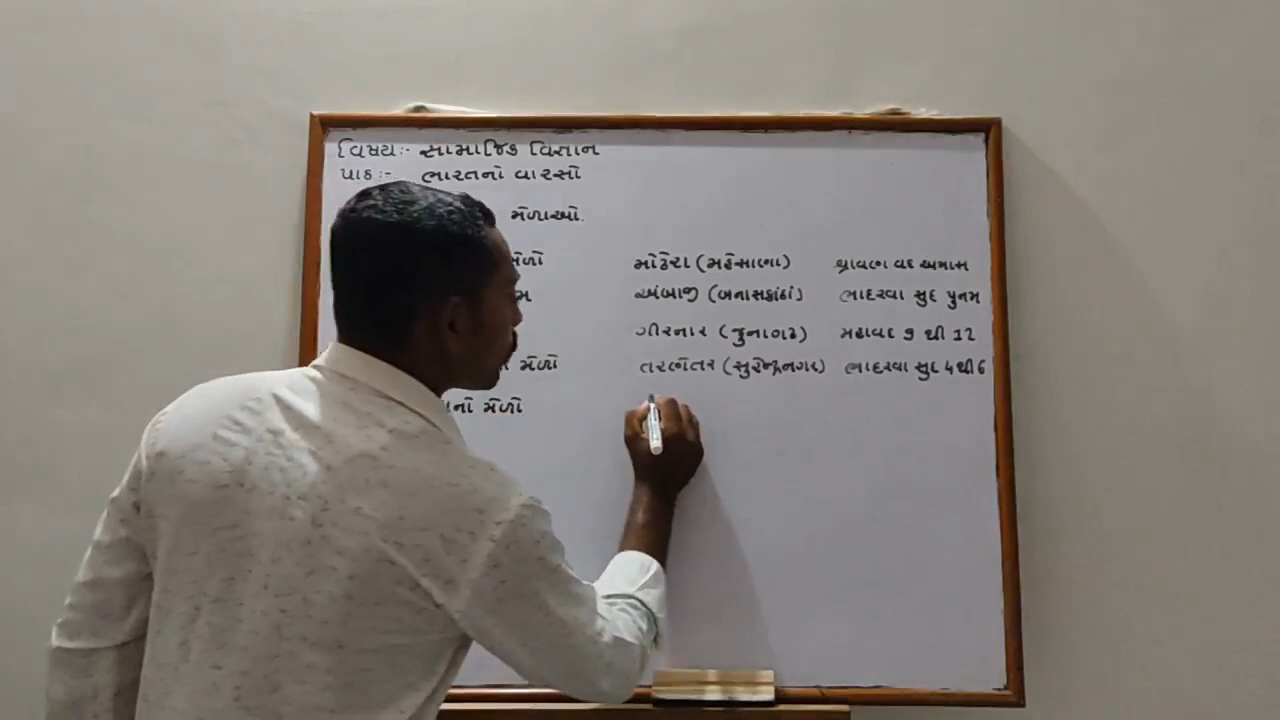 વિષય:- સામાજિક વિજ્ઞાન
પાઠ:- ભારતનો વારસો
મેળાઓ.
મેળો મોઢેરા (મહેસાણા) શ્રાવણ વદ અમાસ
અંબાજી (બનાસકાંઠા) ભાદરવા સુદ પુનમ
ગીરનાર (જુનાગઢ) મહાવદ 9 થી 12
મેળો તરણેતર (સુરેન્દ્રનગર) ભાદરવા સુદ 4 થી 6
મેળો